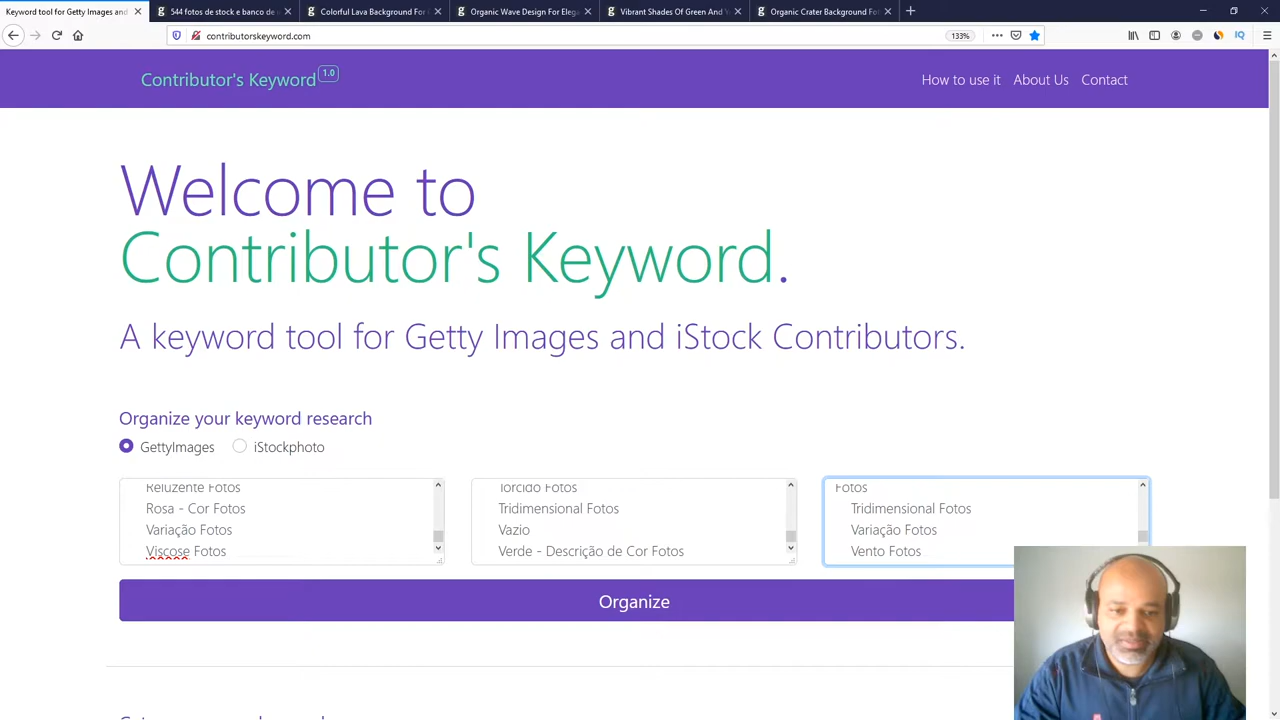 Keyword tool for Getty Images and
544 fotos de stock e banco de i
Colorful Lava Background For
Organic Wave Design For Elega
Vibrant Shades Of Green And Y
Organic Crater Background Fo
contributorskeyword.com
133%
Contributor's Keyword 1.0
How to use it
About Us
Contact
Welcome to
Contributor's Keyword.
A keyword tool for Getty Images and iStock Contributors.
Organize your keyword research
GettyImages
iStockphoto
Reluzente Fotos
Rosa - Cor Fotos
Variação Fotos
Viscose Fotos
Torcido Fotos
Tridimensional Fotos
Vazio
Verde - Descrição de Cor Fotos
Fotos
Tridimensional Fotos
Variação Fotos
Vento Fotos
Organize